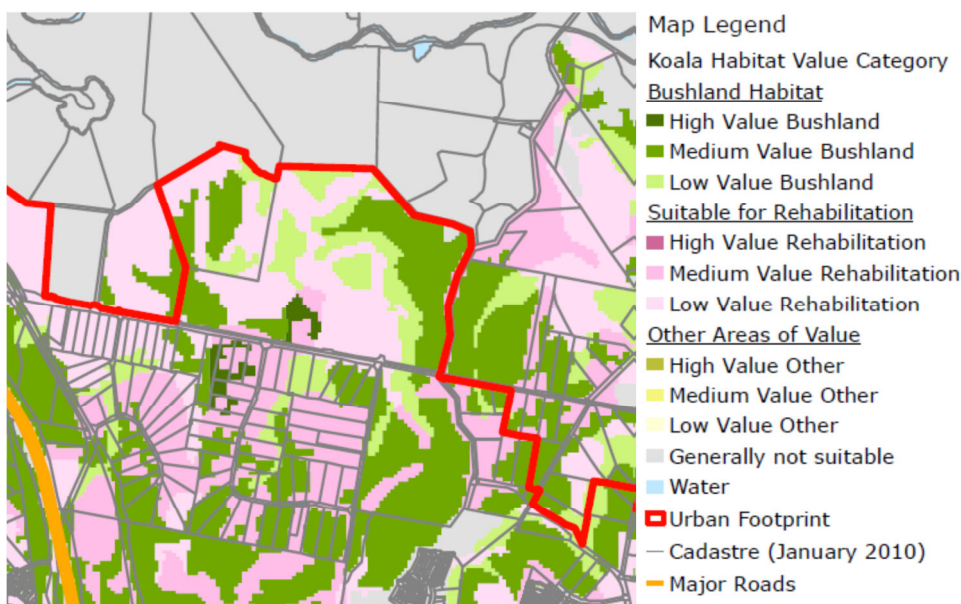 Map Legend
Koala Habitat Value Category
Bushland Habitat
High Value Bushland
Medium Value Bushland
Low Value Bushland
Suitable for Rehabilitation
High Value Rehabilitation
Medium Value Rehabilitation
Low Value Rehabilitation
Other Areas of Value
High Value Other
Medium Value Other
Low Value Other
Generally not suitable
Water
Urban Footprint
Cadastre (January 2010)
Major Roads